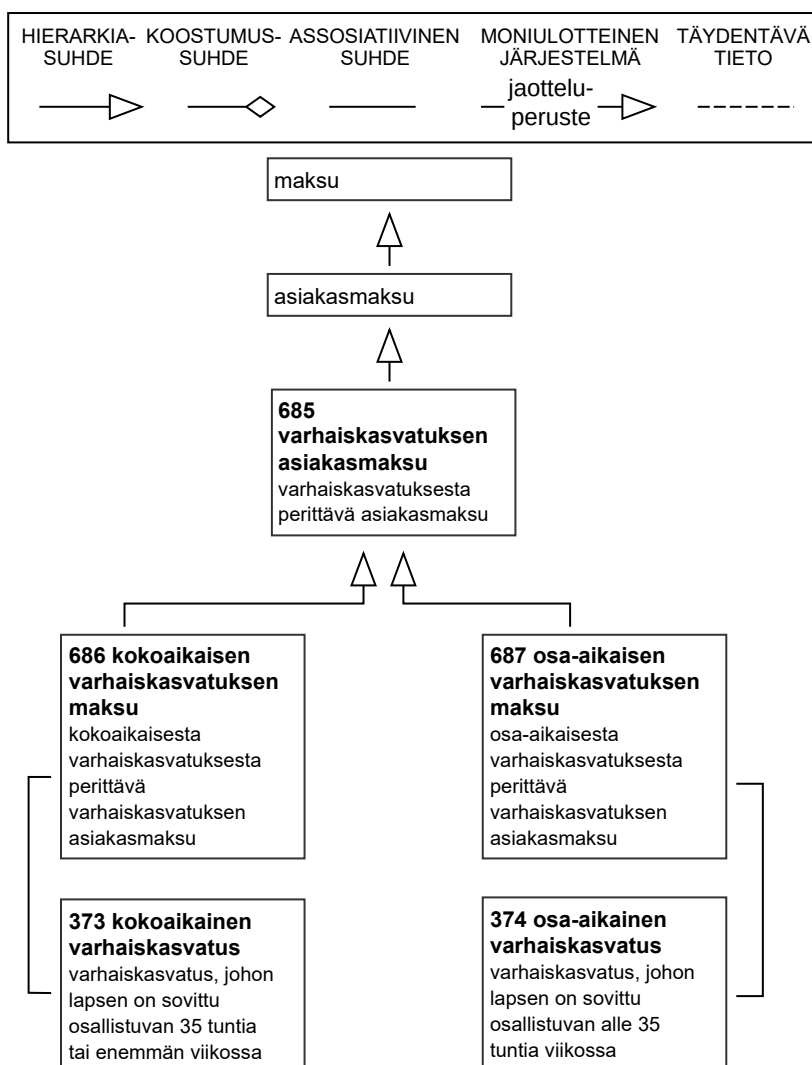 HIERARKIA-
SUHDE
KOOSTUMUS-
SUHDE
ASSOSIATIIVINEN
SUHDE
MONIULOTTEINEN
JÄRJESTELMÄ
jaottelu-
peruste
TÄYDENTÄVÄ
TIETO
maksu
asiakasmaksu
685
varhaiskasvatuksen
asiakasmaksu
varhaiskasvatuksesta
perittävä asiakasmaksu
686 kokoaikaisen
varhaiskasvatuksen
maksu
kokoaikaisesta
varhaiskasvatuksesta
perittävä
varhaiskasvatuksen
asiakasmaksu
687 osa-aikaisen
varhaiskasvatuksen
maksu
osa-aikaisesta
varhaiskasvatuksesta
perittävä
varhaiskasvatuksen
asiakasmaksu
373 kokoaikainen
varhaiskasvatus
varhaiskasvatus, johon
lapsen on sovittu
osallistuvan 35 tuntia
tai enemmän viikossa
374 osa-aikainen
varhaiskasvatus
varhaiskasvatus, johon
lapsen on sovittu
osallistuvan alle 35
tuntia viikossa